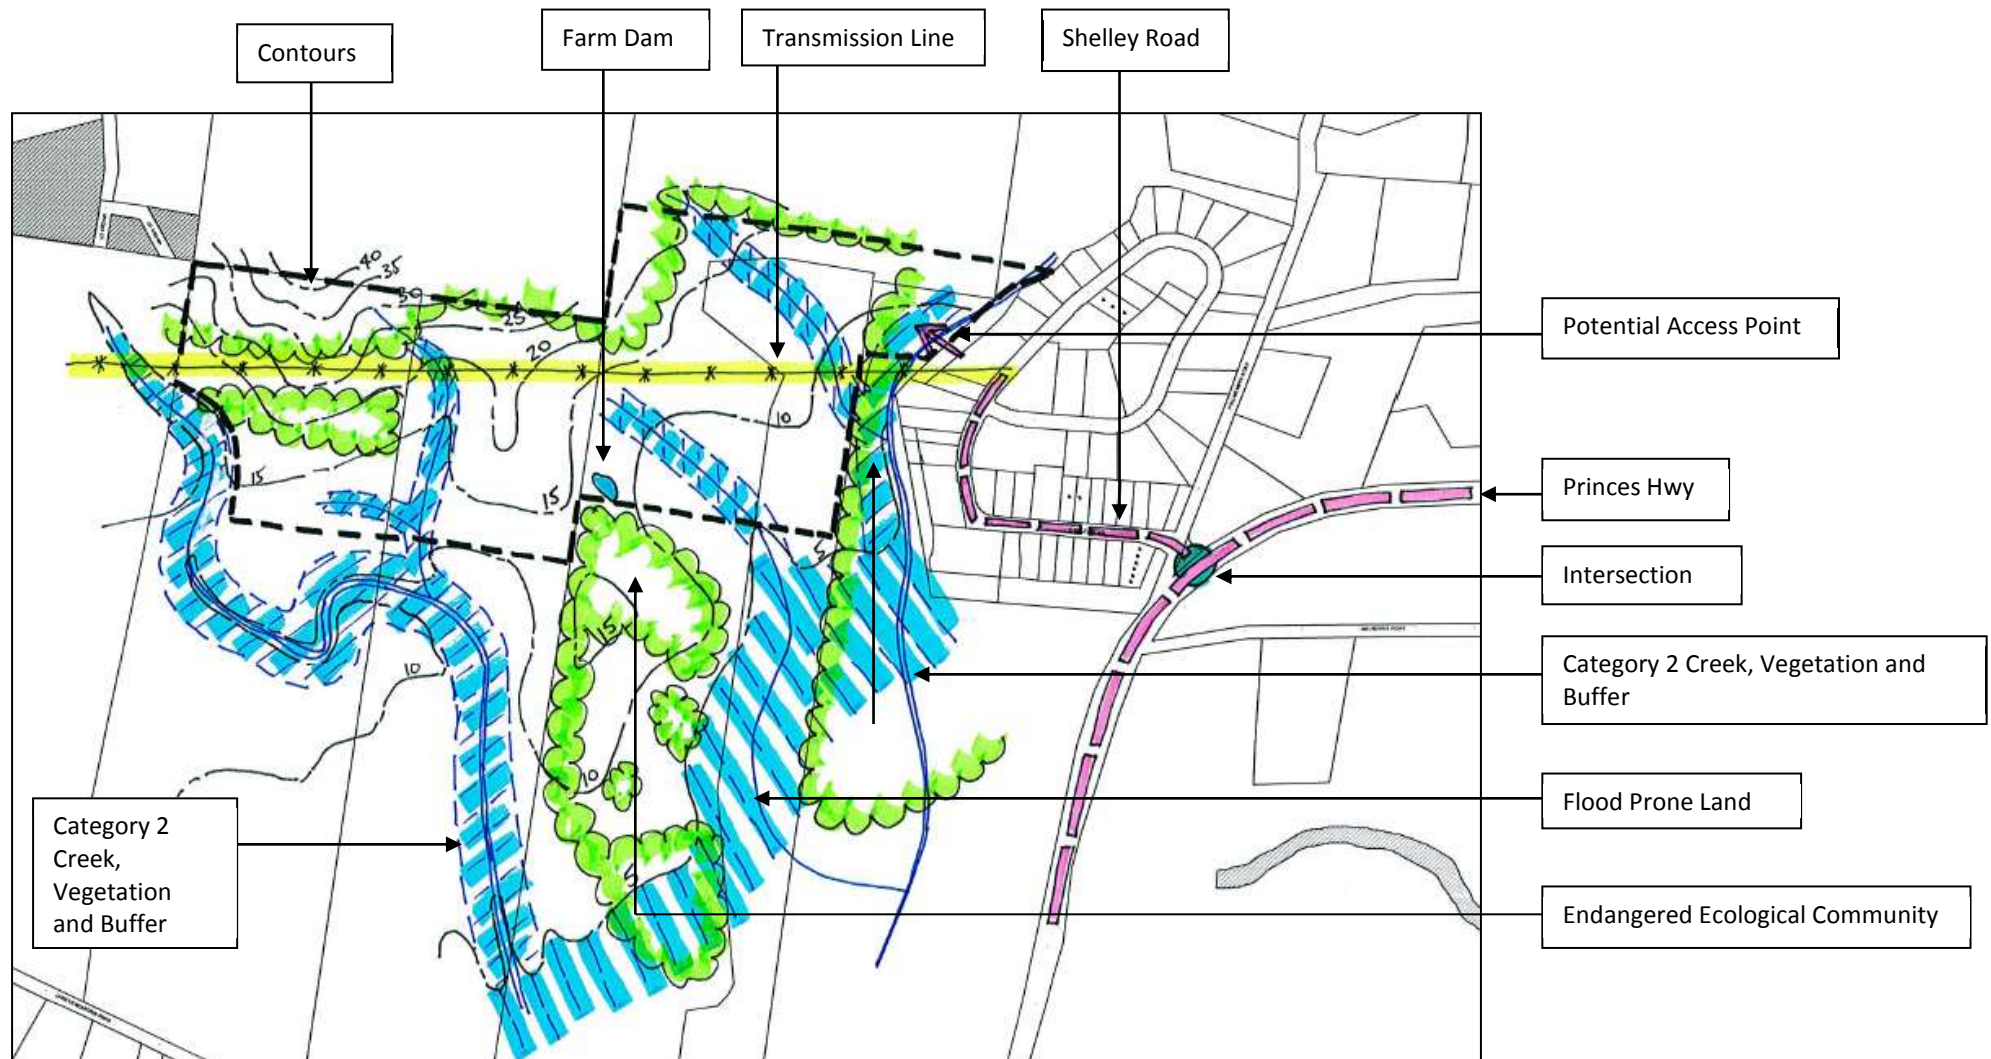 Contours
Farm Dam
Transmission Line
Shelley Road
40
35
30
25
20
10
15
15
5
15
10
10
5
Potential Access Point
Princes Hwy
Intersection
Category 2 Creek, Vegetation and
Buffer
Flood Prone Land
Endangered Ecological Community
Category 2
Creek,
Vegetation
and Buffer